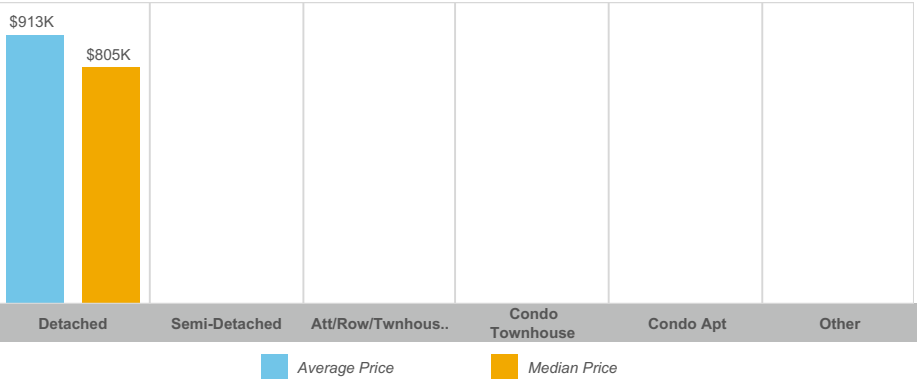 $913K
$805K
Detached
Semi-Detached
Att/Row/Twnhous..
Condo
Townhouse
Condo Apt
Other
Average Price
Median Price